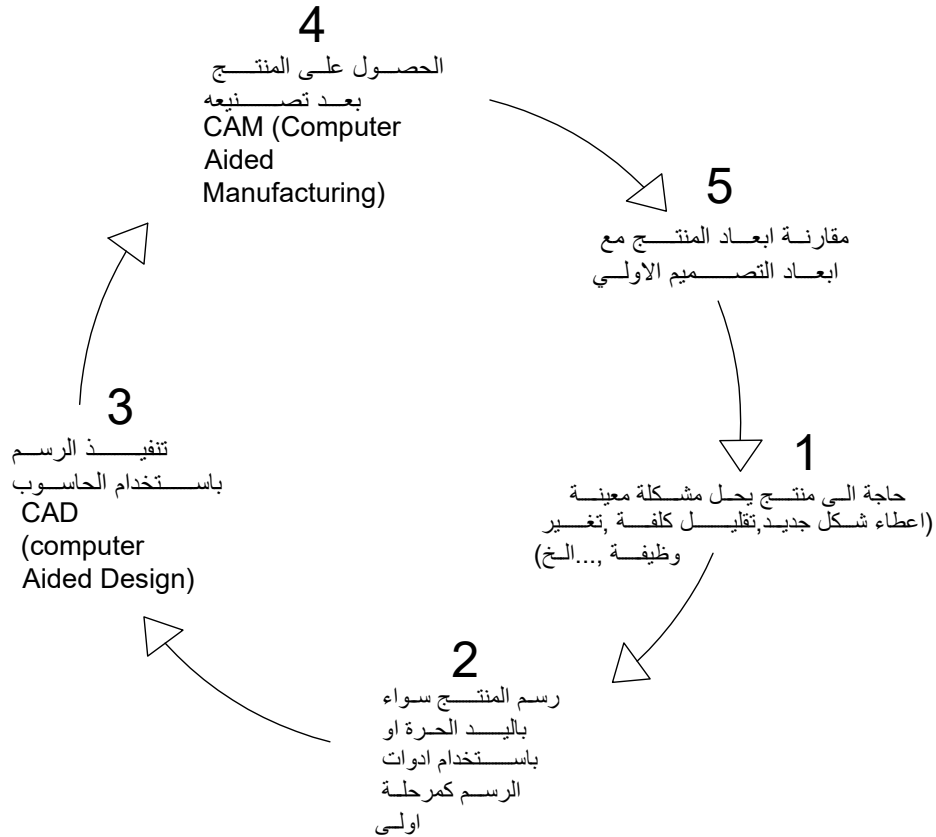 4
الحصول على المنتج
بعد تصنيعه
CAM (Computer
Aided
Manufacturing)
5
مقارنة ابعاد المنتج مع
ابعاد التصميم الاولي
3
تنفيذ الرسم
باستخدام الحاسوب
CAD
(computer
Aided Design)
1
حاجة الى منتج يحل مشكلة معينة
(اعطاء شكل جديد,تقليل كلفة ,تغير
وظيفة ,...الخ)
2
رسم المنتج سواء
باليد الحرة او
باستخدام ادوات
الرسم كمرحلة
اولى